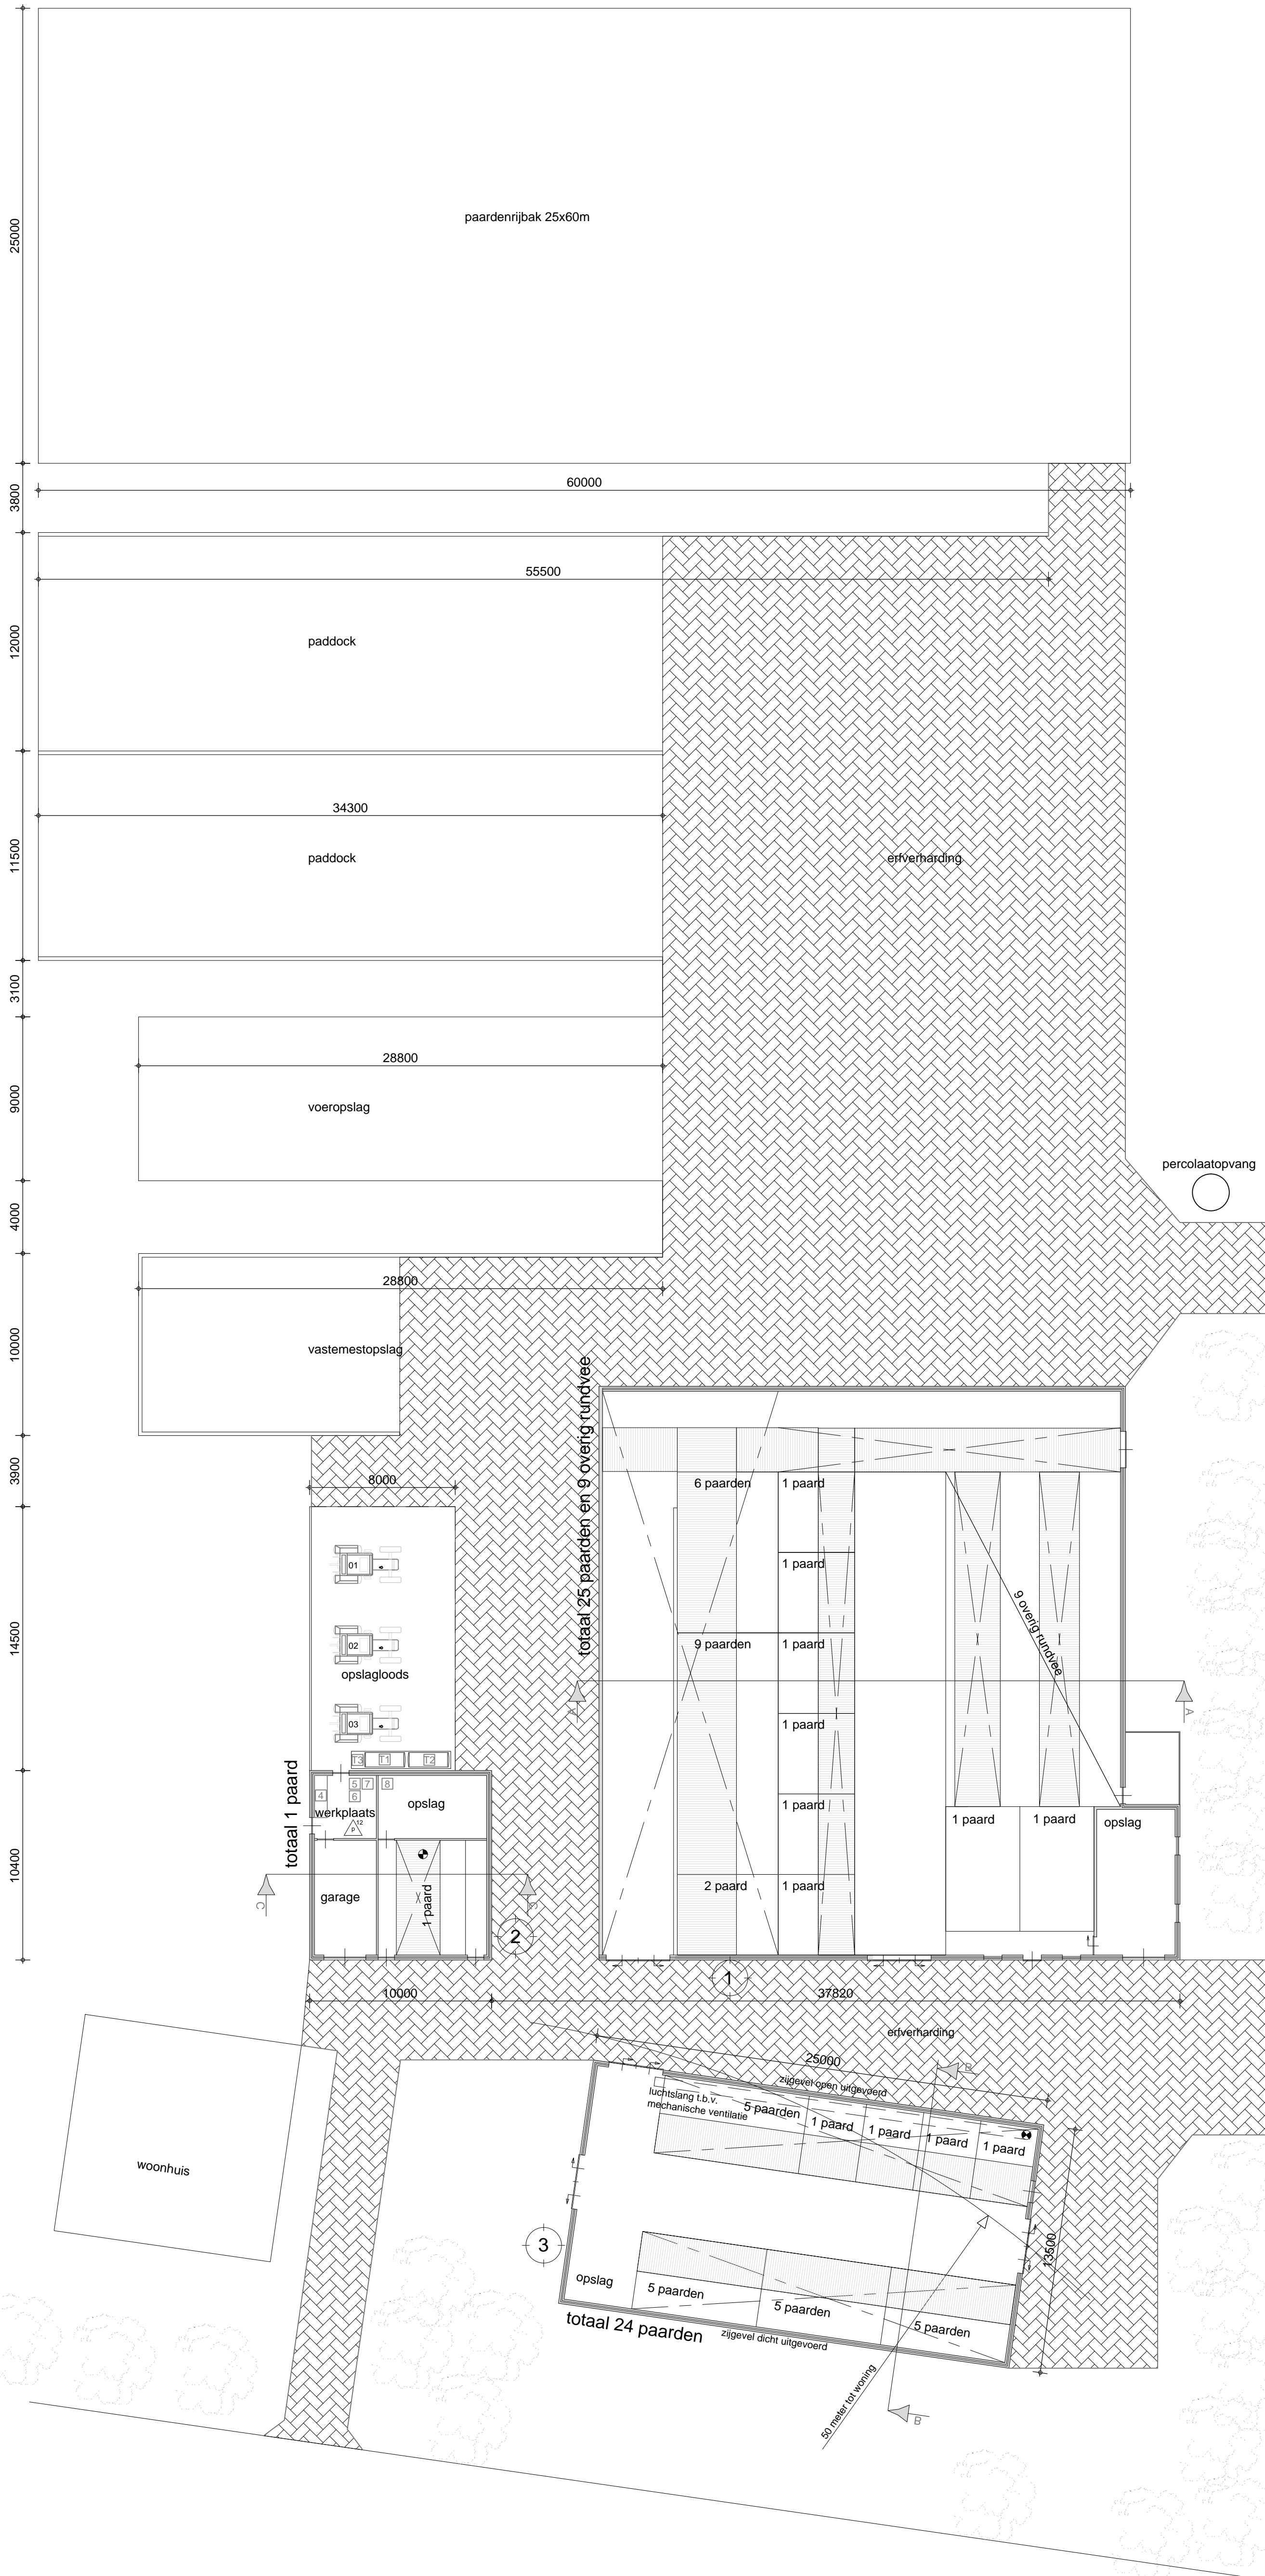 25000
paardenrijbak 25x60m
3800
60000
55500
12000
paddock
34300
11500
paddock
erfverharding
3100
28800
9000
voeropslag
percolaatopvang
4000
28800
10000
vastemestopslag
3900
8000
totaal 25 paarden en 9 overig rundvee
6 paarden
1 paard
1 paard
9 paarden
1 paard
1 paard
1 paard
2 paard
1 paard
9 overig rundvee
1 paard
1 paard
opslag
A
A
14500
01
02
opslagloods
03
T3
T1
T2
totaal 1 paard
4
5
7
8
6
werkplaats
opslag
12
P
10400
garage
1 paard
C
C
2
1
10000
37820
erfverharding
25000
zijgevel open uitgevoerd
B
luchtslang t.b.v.
mechanische ventilatie
5 paarden
1 paard
1 paard
1 paard
1 paard
woonhuis
3
13500
opslag
5 paarden
5 paarden
5 paarden
totaal 24 paarden
zijgevel dicht uitgevoerd
50 meter tot woning
B